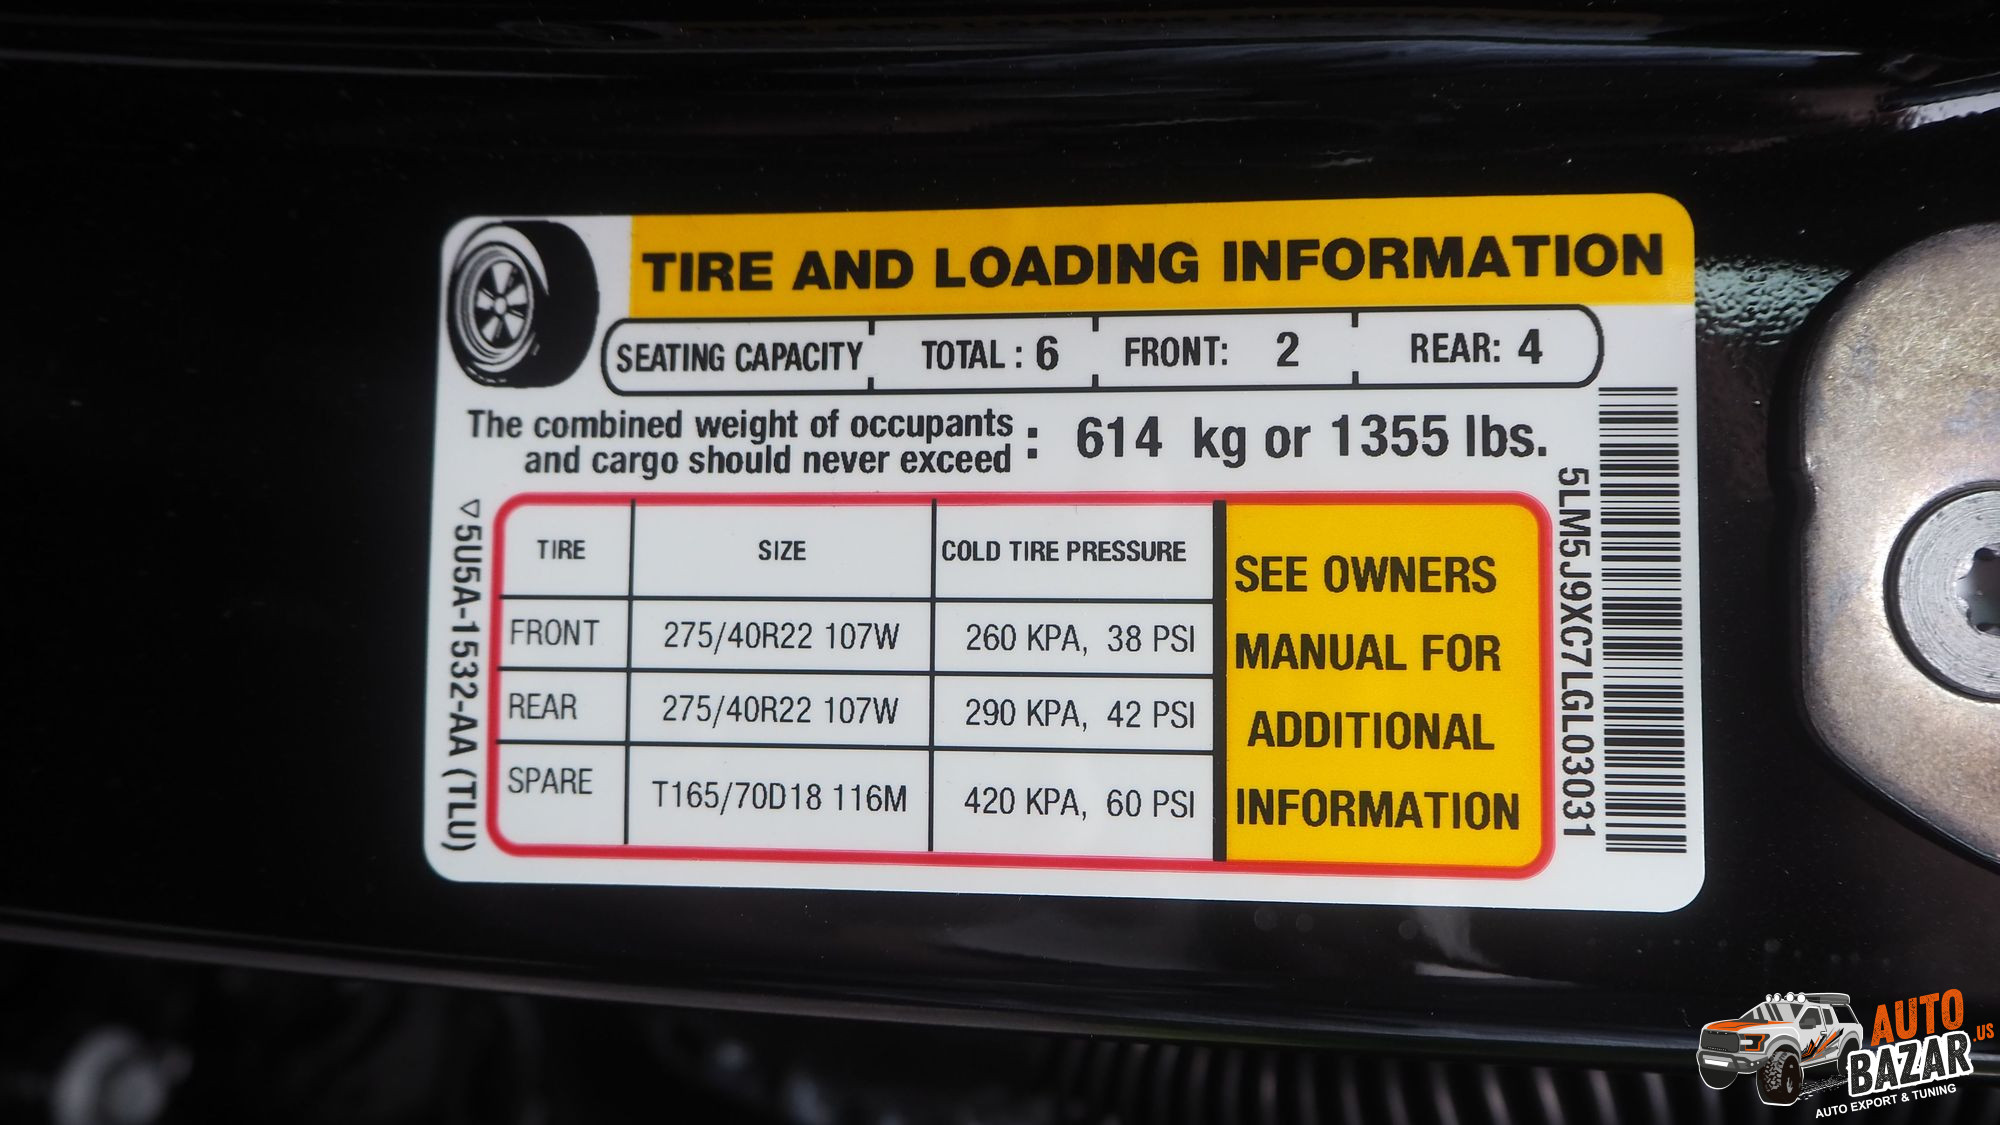 TIRE AND LOADING INFORMATION
SEATING CAPACITY TOTAL : 6 FRONT: 2 REAR: 4
The combined weight of occupants
and cargo should never exceed : 614 kg or 1355 lbs.
TIRE SIZE COLD TIRE PRESSURE
FRONT 275/40R22 107W 260 KPA, 38 PSI
REAR 275/40R22 107W 290 KPA, 42 PSI
SPARE T165/70D18 116M 420 KPA, 60 PSI
SEE OWNERS
MANUAL FOR
ADDITIONAL
INFORMATION
5U5A-1532-AA (TLU)
5LM5J9XC7LGL03031
AUTO
BAZAR.US
AUTO EXPORT & TUNING